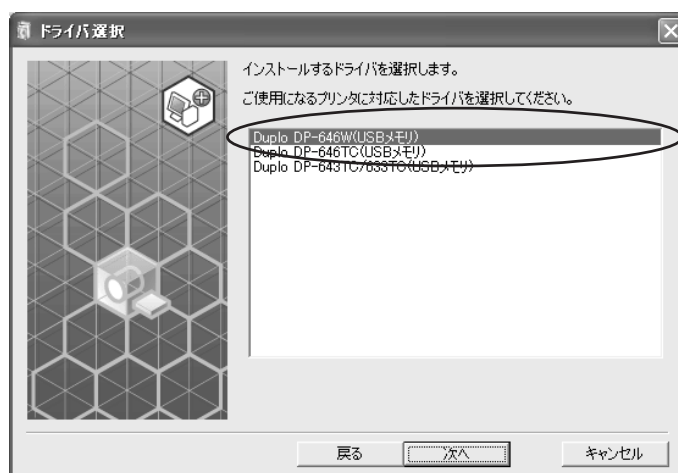 ドライバ選択
インストールするドライバを選択します。
ご使用になるプリンタに対応したドライバを選択してください。
Duplo DP-646W(USBメモリ)
Duplo DP-646TC(USBメモリ)
Duplo DP-643TC/633TC(USBメモリ)
戻る
次へ
キャンセル